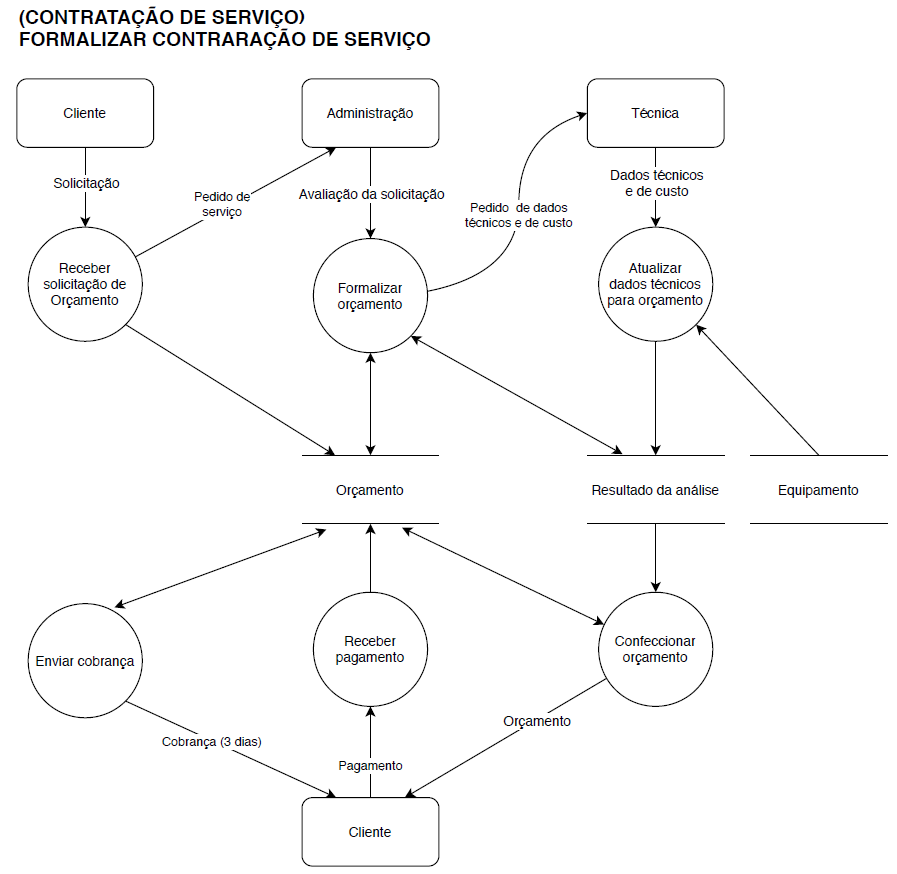 (CONTRATAÇÃO DE SERVIÇO)
FORMALIZAR CONTRARAÇÃO DE SERVIÇO
Cliente
Administração
Técnica
Solicitação
Pedido de
serviço
Avaliação da solicitação
Pedido de dados
técnicos e de custo
Dados técnicos
e de custo
Receber
solicitação de
Orçamento
Formalizar
orçamento
Atualizar
dados técnicos
para orçamento
Orçamento
Resultado da análise
Equipamento
Enviar cobrança
Receber
pagamento
Confeccionar
orçamento
Cobrança (3 dias)
Pagamento
Orçamento
Cliente